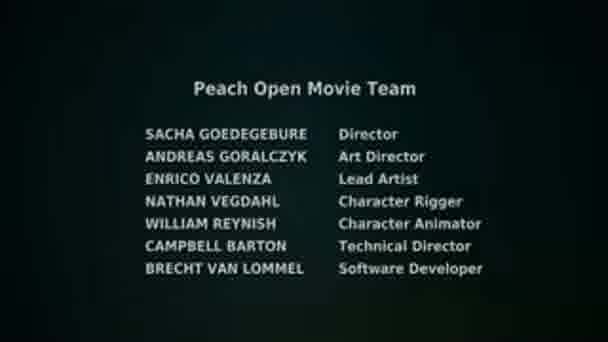 Peach Open Movie Team
SACHA GOEDEGEBURE Director
ANDREAS GORALCZYK Art Director
ENRICO VALENZA Lead Artist
NATHAN VEGDAHL Character Rigger
WILLIAM REYNISH Character Animator
CAMPBELL BARTON Technical Director
BRECHT VAN LOMMEL Software Developer